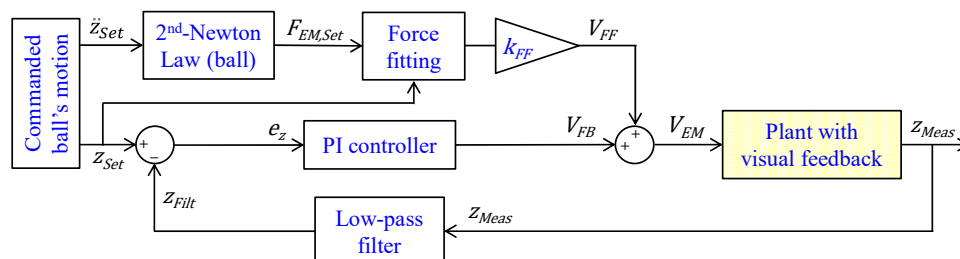 Commanded
ball's motion
z̈Set
2nd-Newton
Law (ball)
FEM,Set
Force
fitting
kFF
VFF
zSet
+
−
ez
PI controller
VFB
+
+
VEM
Plant with
visual feedback
zMeas
zFilt
Low-pass
filter
zMeas